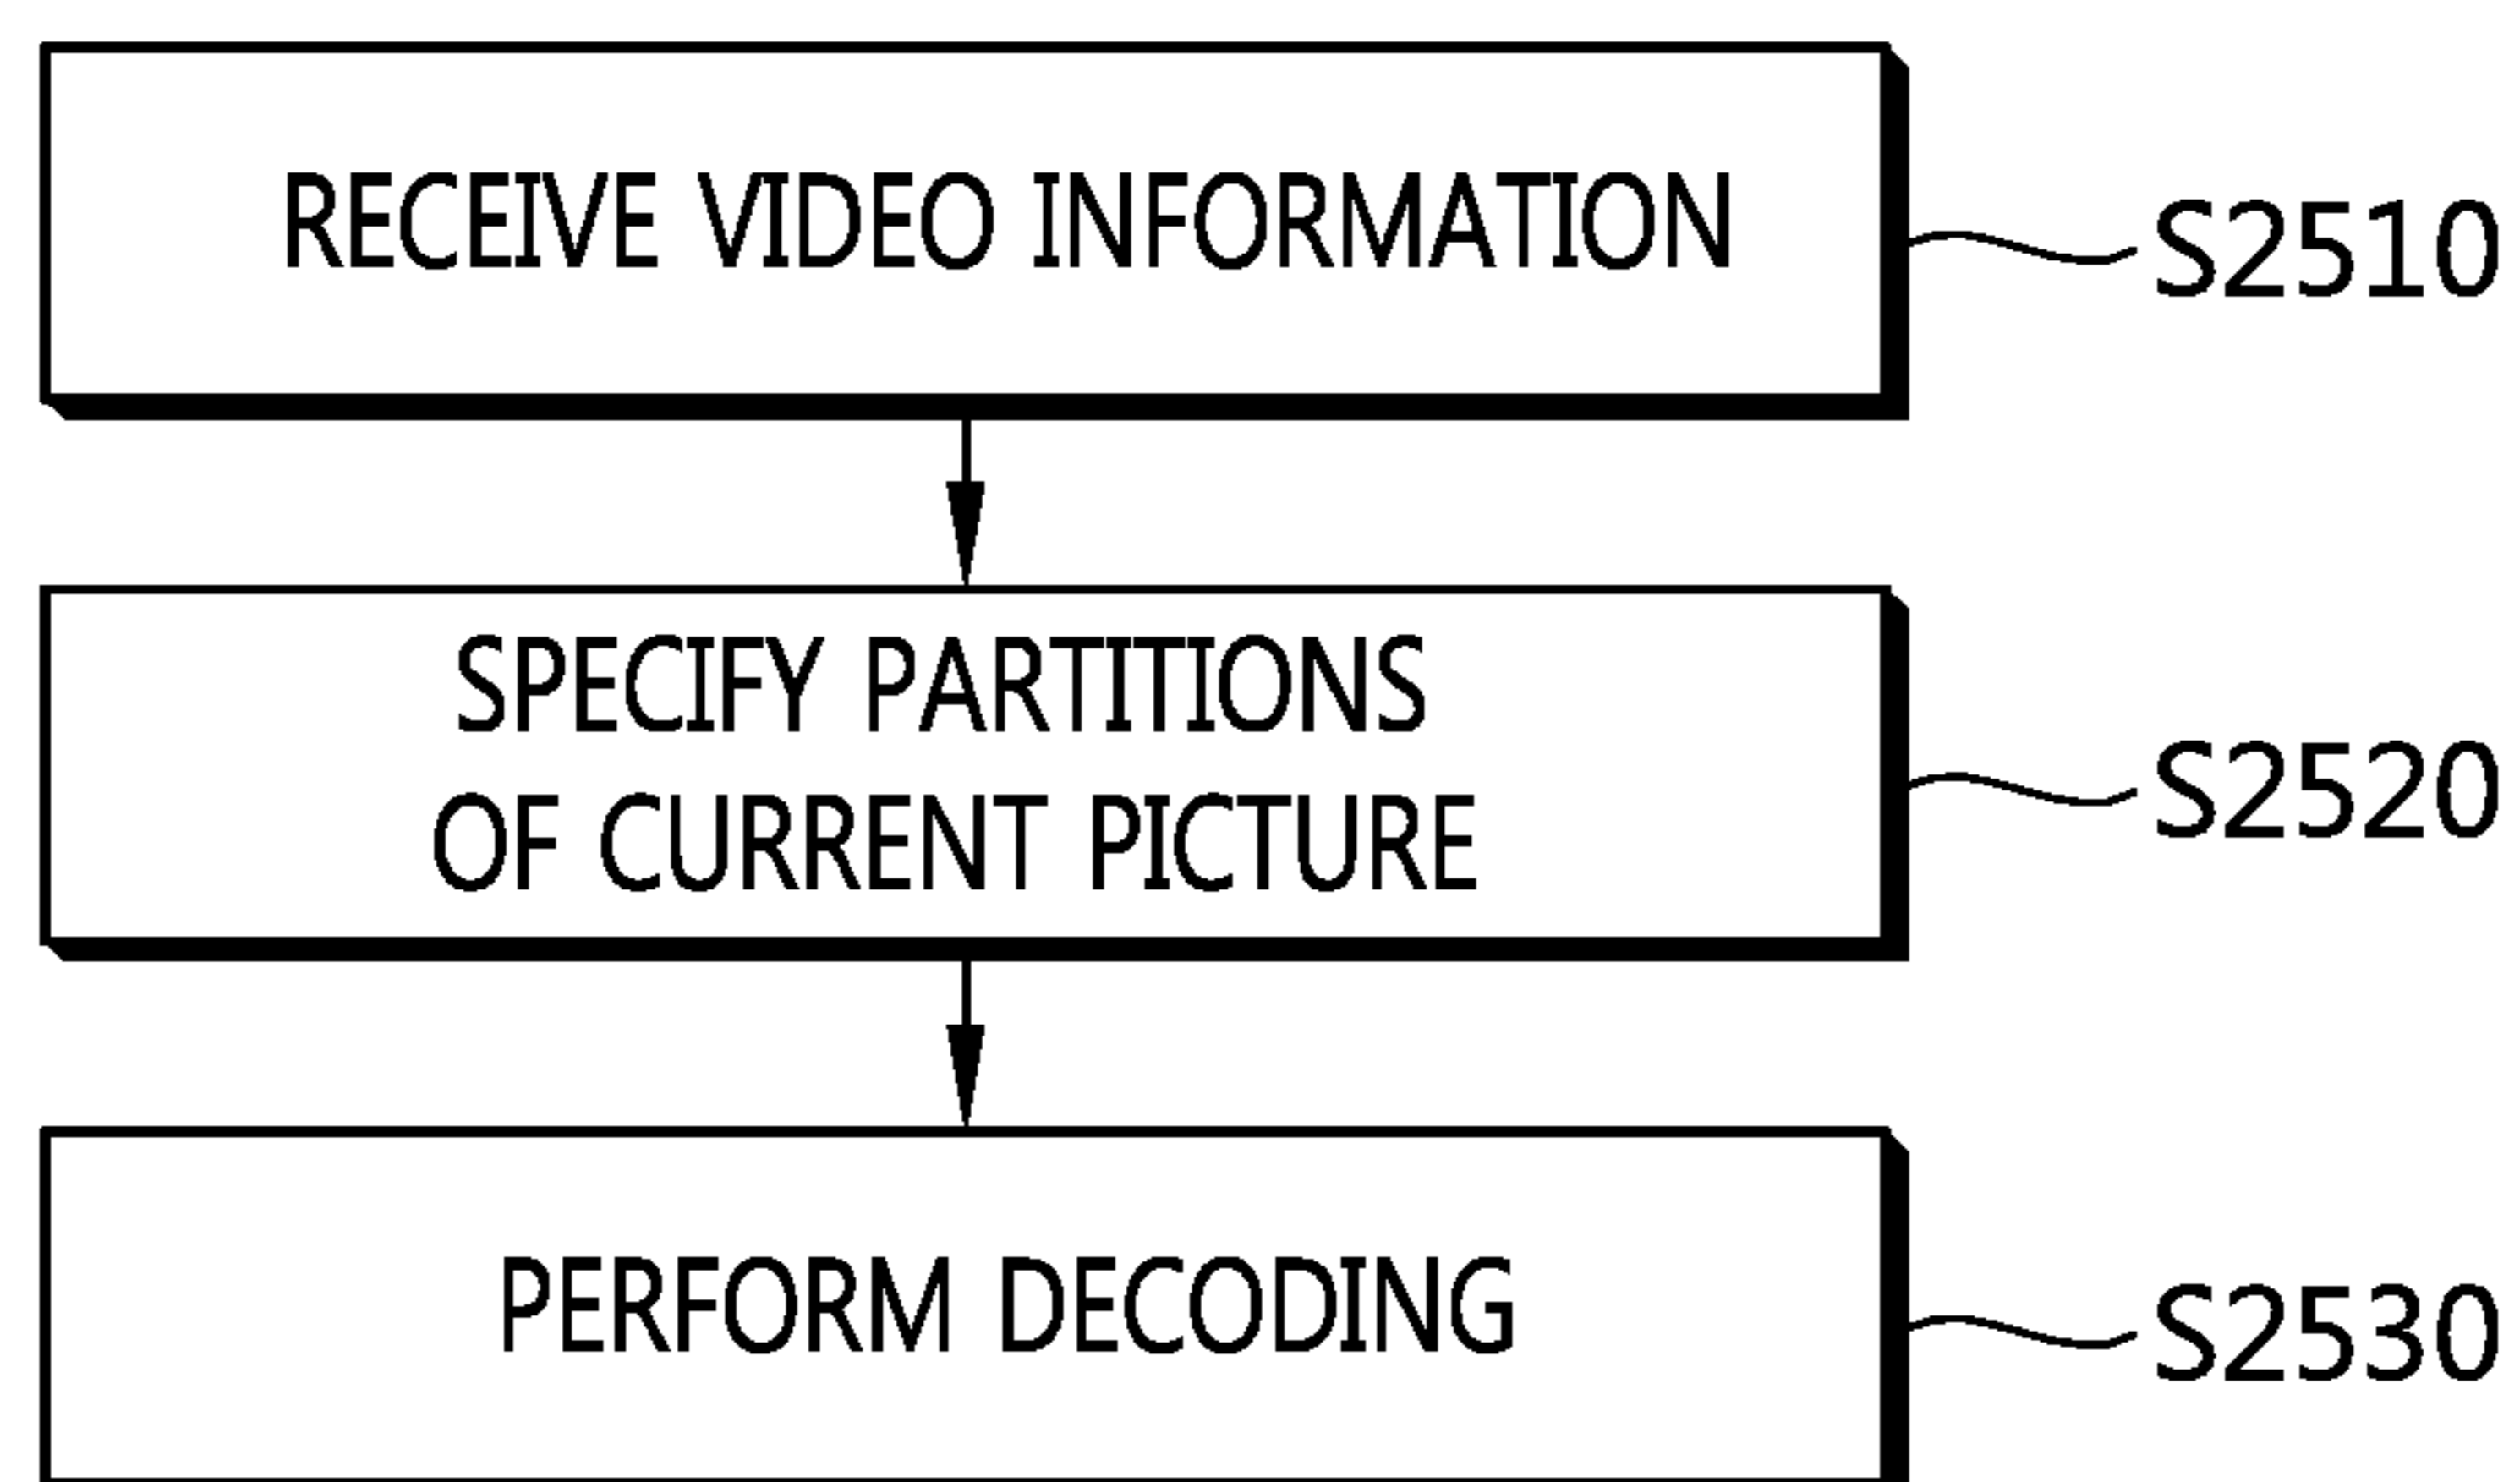 RECEIVE VIDEO INFORMATION
S2510
SPECIFY PARTITIONS
OF CURRENT PICTURE
S2520
PERFORM DECODING
S2530